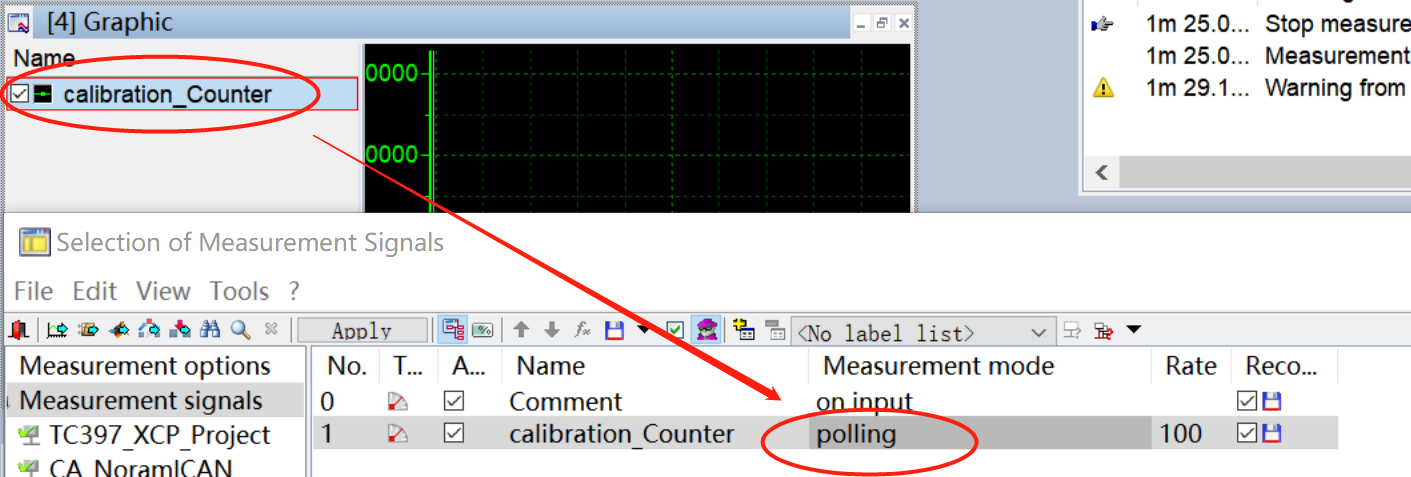 [4] Graphic
Name
calibration_Counter
0000
0000
1m 25.0... Stop measure
1m 25.0... Measurement
1m 29.1... Warning from
Selection of Measurement Signals
File Edit View Tools ?
Apply
<No label list>
Measurement options
Measurement signals
TC397_XCP_Project
CA_NoramlCAN
No. T... A... Name Measurement mode Rate Reco...
0 Comment on input
1 calibration_Counter polling 100